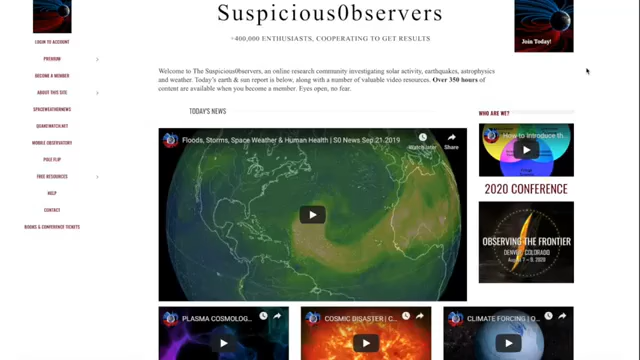 Suspicious0bservers
+400,000 ENTHUSIASTS, COOPERATING TO GET RESULTS
Join Today!
LOGIN TO ACCOUNT
PREMIUM
BECOME A MEMBER
ABOUT THIS SITE
SPACEWEATHERNEWS
QUAKEWATCH.NET
MOBILE OBSERVATORY
POLE FLIP
FREE RESOURCES
HELP
CONTACT
BOOKS & CONFERENCE TICKETS
Welcome to The Suspicious0bservers, an online research community investigating solar activity, earthquakes, astrophysics
and weather. Today's earth & sun report is below, along with a number of valuable video resources. Over 350 hours of
content are available when you become a member. Eyes open, no fear.
TODAY'S NEWS
Floods, Storms, Space Weather & Human Health | S0 News Sep.21.2019
Watch later
Share
PLASMA COSMOLOG...
COSMIC DISASTER | C...
CLIMATE FORCING | O...
WHO ARE WE?
How to Introduce th...
2020 CONFERENCE
OBSERVING THE FRONTIER
DENVER, COLORADO
August 7 - 9, 2020